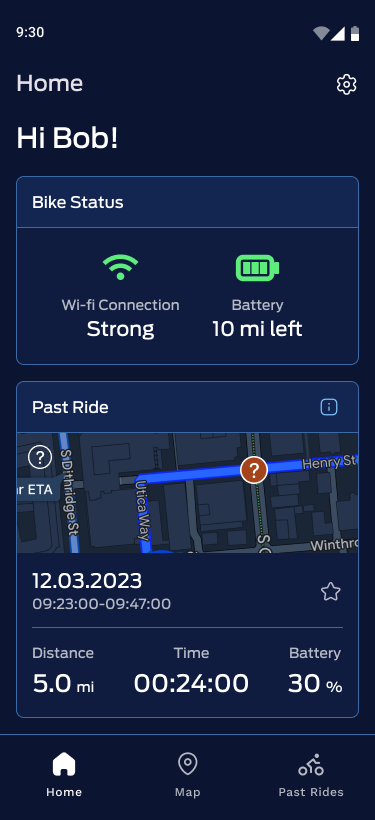 9:30
Home
Hi Bob!
Bike Status
Wi-fi Connection
Strong
Battery
10 mi left
Past Ride
i
?
r ETA
S Dithridge St
Utica Way
?
Henry St
Winthro
12.03.2023
09:23:00-09:47:00
Distance
5.0 mi
Time
00:24:00
Battery
30 %
Home
Map
Past Rides